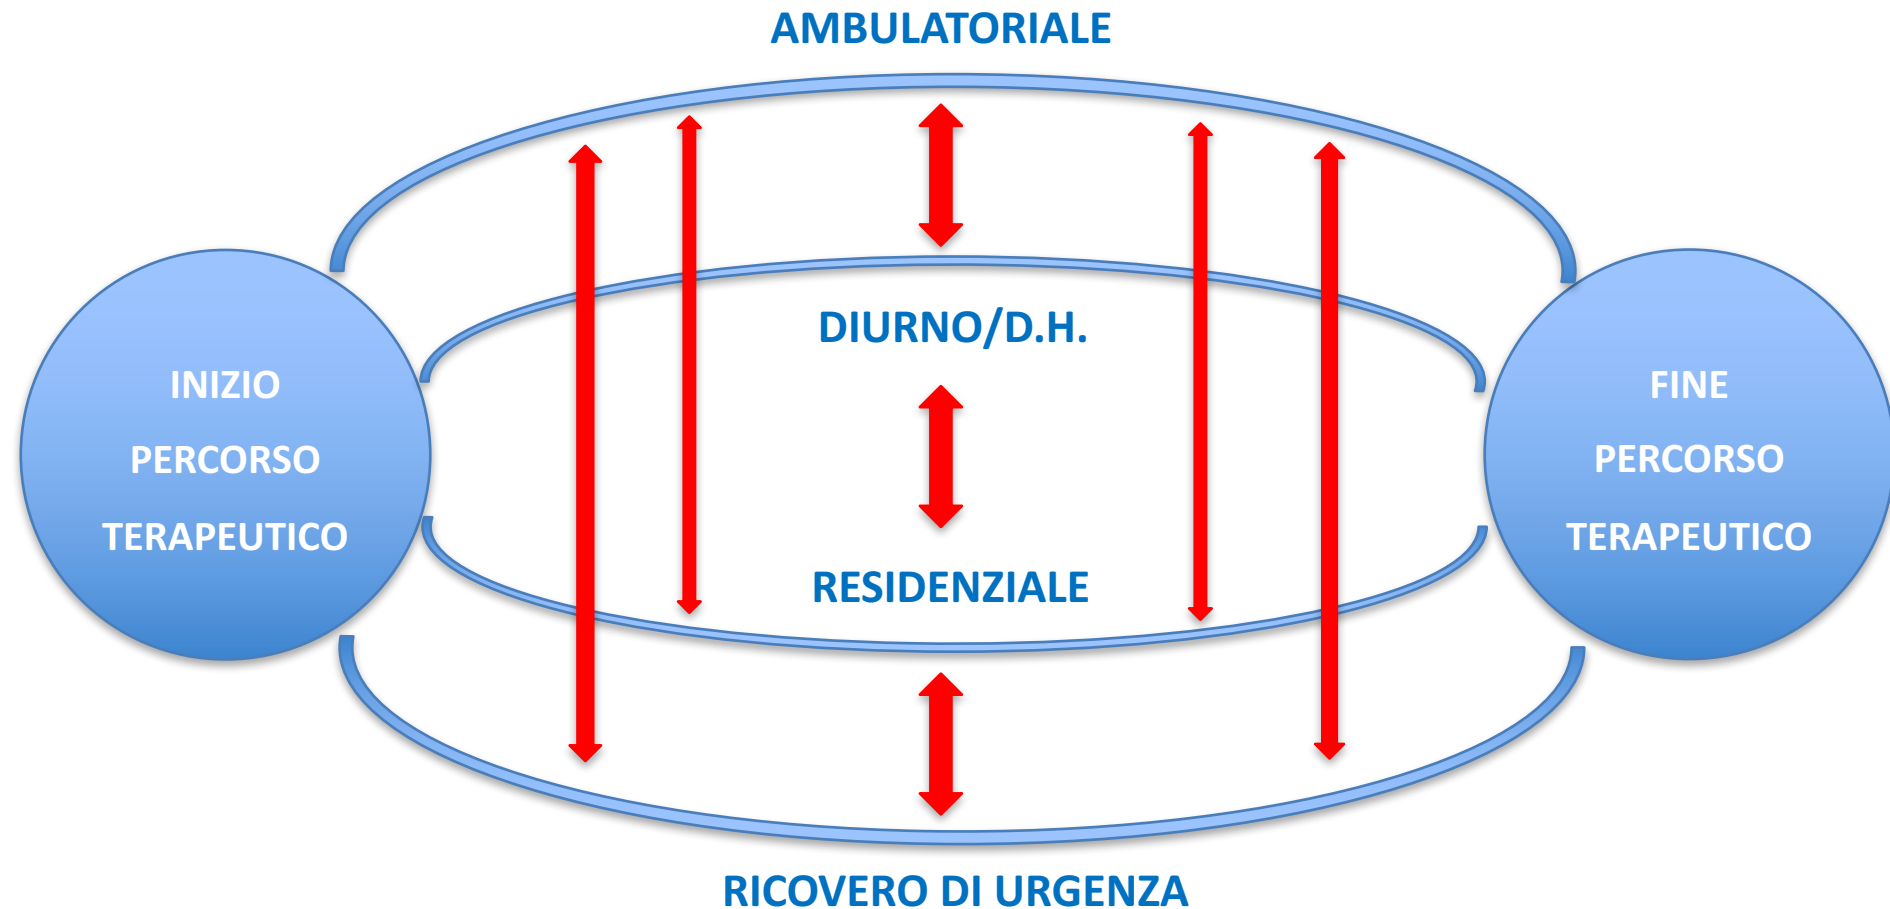 AMBULATORIALE
DIURNO/D.H.
INIZIO
PERCORSO
TERAPEUTICO
FINE
PERCORSO
TERAPEUTICO
RESIDENZIALE
RICOVERO DI URGENZA